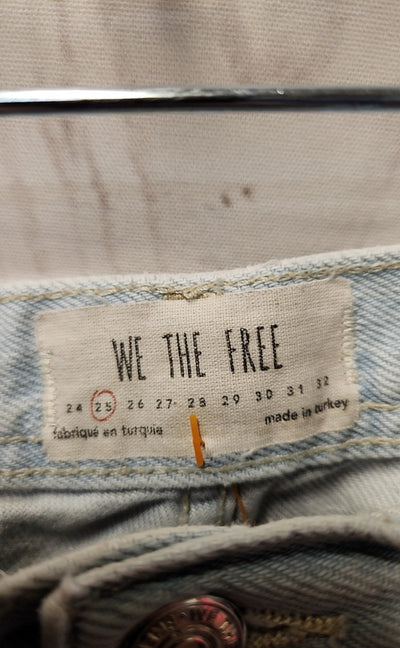 WE THE FREE
24 25 26 27 28 29 30 31 32
fabriqué en turquie
made in turkey